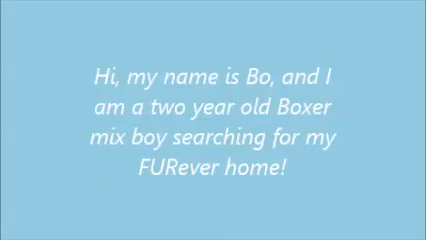 Hi, my name is Bo, and I
am a two year old Boxer
mix boy searching for my
FURever home!